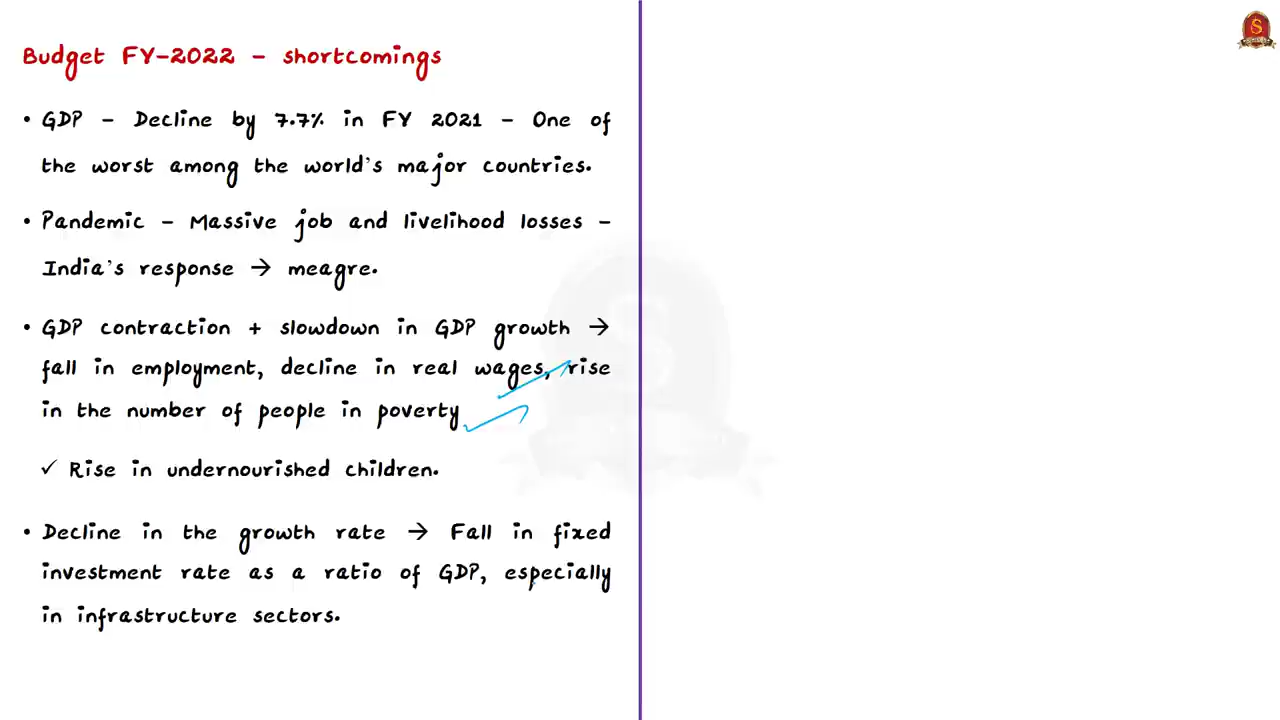 Budget FY-2022 - shortcomings
• GDP - Decline by 7.7% in FY 2021 - One of
the worst among the world's major countries.
• Pandemic - Massive job and livelihood losses -
India's response → meagre.
• GDP contraction + slowdown in GDP growth →
fall in employment, decline in real wages, rise
in the number of people in poverty
✓ Rise in undernourished children.
• Decline in the growth rate → Fall in fixed
investment rate as a ratio of GDP, especially
in infrastructure sectors.